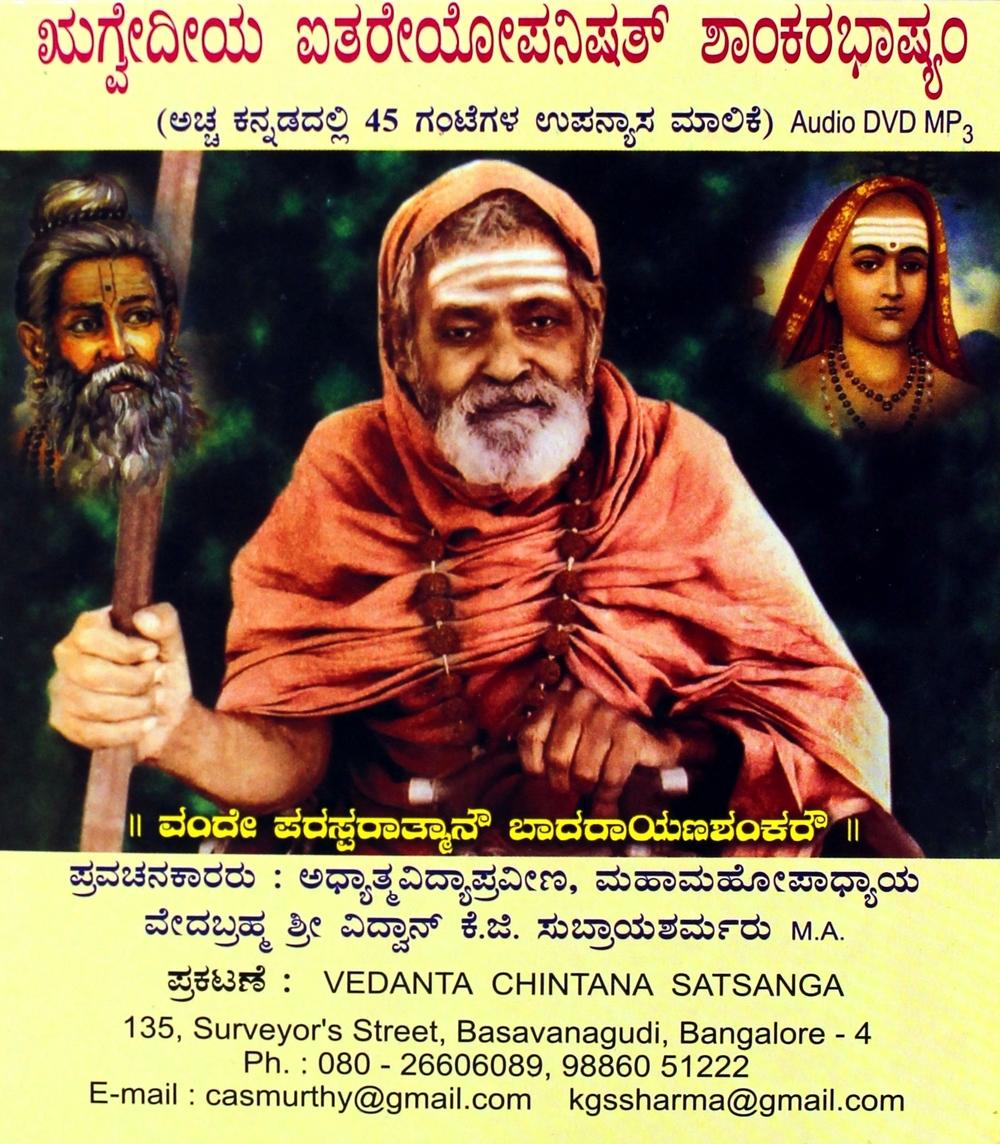 ಋಗ್ವೇದೀಯ ಐತರೇಯೋಪನಿಷತ್ ಶಾಂಕರಭಾಷ್ಯಂ
(ಅಚ್ಚ ಕನ್ನಡದಲ್ಲಿ 45 ಗಂಟೆಗಳ ಉಪನ್ಯಾಸ ಮಾಲಿಕೆ) Audio DVD MP3
॥ ವಂದೇ ಪರಸ್ವರಾತ್ಮಾನೌ ಬಾದರಾಯಣಶಂಕರೌ ॥
ಪ್ರವಚನಕಾರರು : ಅಧ್ಯಾತ್ಮವಿದ್ಯಾಪ್ರವೀಣ, ಮಹಾಮಹೋಪಾಧ್ಯಾಯ
ವೇದಬ್ರಹ್ಮ ಶ್ರೀ ವಿದ್ವಾನ್ ಕೆ.ಜಿ. ಸುಬ್ರಾಯಶರ್ಮರು M.A.
ಪ್ರಕಟಣೆ : VEDANTA CHINTANA SATSANGA
135, Surveyor's Street, Basavanagudi, Bangalore - 4
Ph. : 080 - 26606089, 98860 51222
E-mail : casmurthy@gmail.com kgssharma@gmail.com